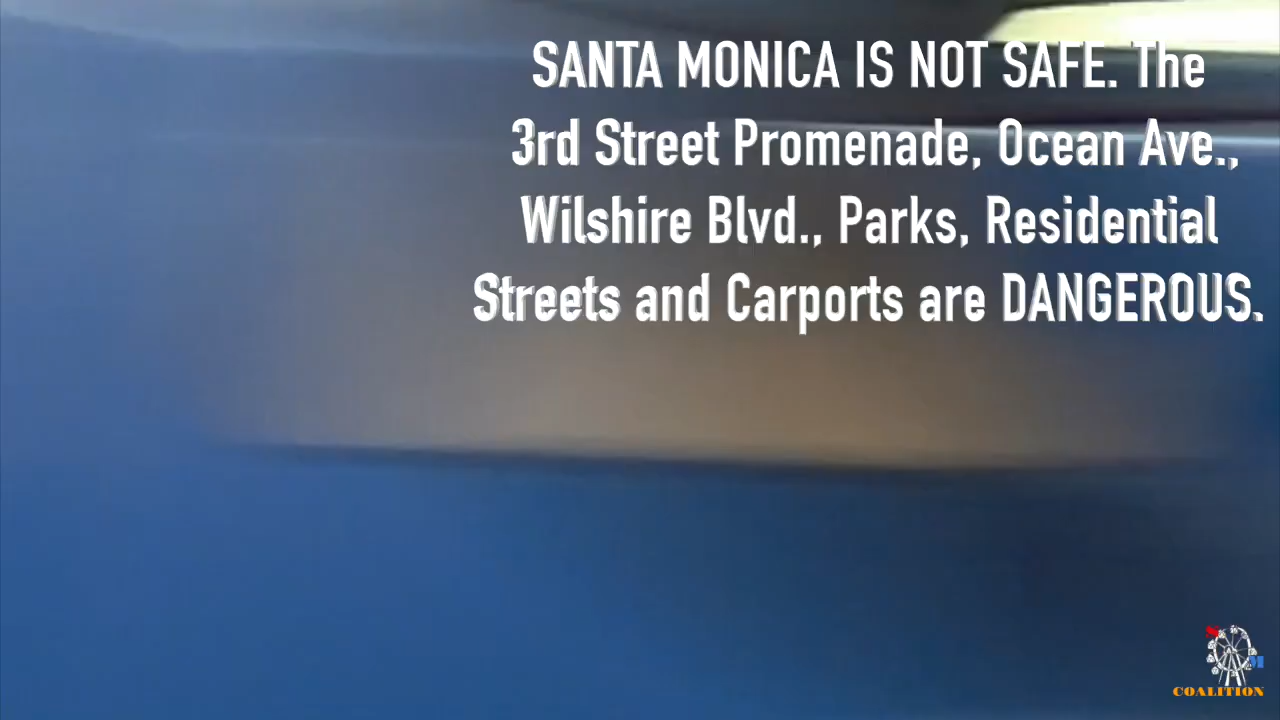 SANTA MONICA IS NOT SAFE. The
3rd Street Promenade, Ocean Ave.,
Wilshire Blvd., Parks, Residential
Streets and Carports are DANGEROUS.
S
M
COALITION